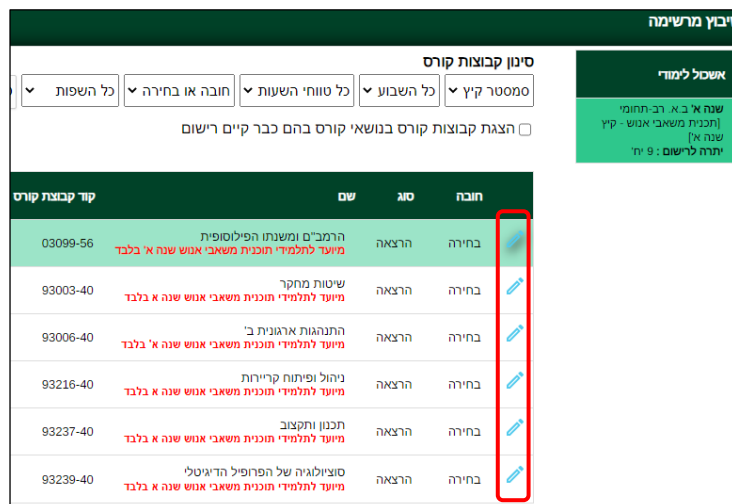 יבוץ מרשימה
אשכול לימודי
שנה א' ב.א. רב-תחומי
[תכנית משאבי אנוש - קיץ
שנה א']
יתרה לרישום : 9 יח'
סינון קבוצות קורס
סמסטר קיץ
כל השבוע
כל טווחי השעות
חובה או בחירה
כל השפות
הצגת קבוצות קורס בנושאי קורס בהם כבר קיים רישום
חובה סוג שם קוד קבוצת קורס
בחירה הרצאה הרמב"ם ומשנתו הפילוסופית 03099-56
מיועד לתלמידי תוכנית משאבי אנוש שנה א' בלבד
בחירה הרצאה שיטות מחקר 93003-40
מיועד לתלמידי תוכנית משאבי אנוש שנה א בלבד
בחירה הרצאה התנהגות ארגונית ב' 93006-40
מיועד לתלמידי תוכנית משאבי אנוש שנה א' בלבד
בחירה הרצאה ניהול ופיתוח קריירות 93216-40
מיועד לתלמידי תוכנית משאבי אנוש שנה א בלבד
בחירה הרצאה תכנון ותקצוב 93237-40
מיועד לתלמידי תוכנית משאבי אנוש שנה א בלבד
בחירה הרצאה סוציולוגיה של הפרופיל הדיגיטלי 93239-40
מיועד לתלמידי תוכנית משאבי אנוש שנה א בלבד